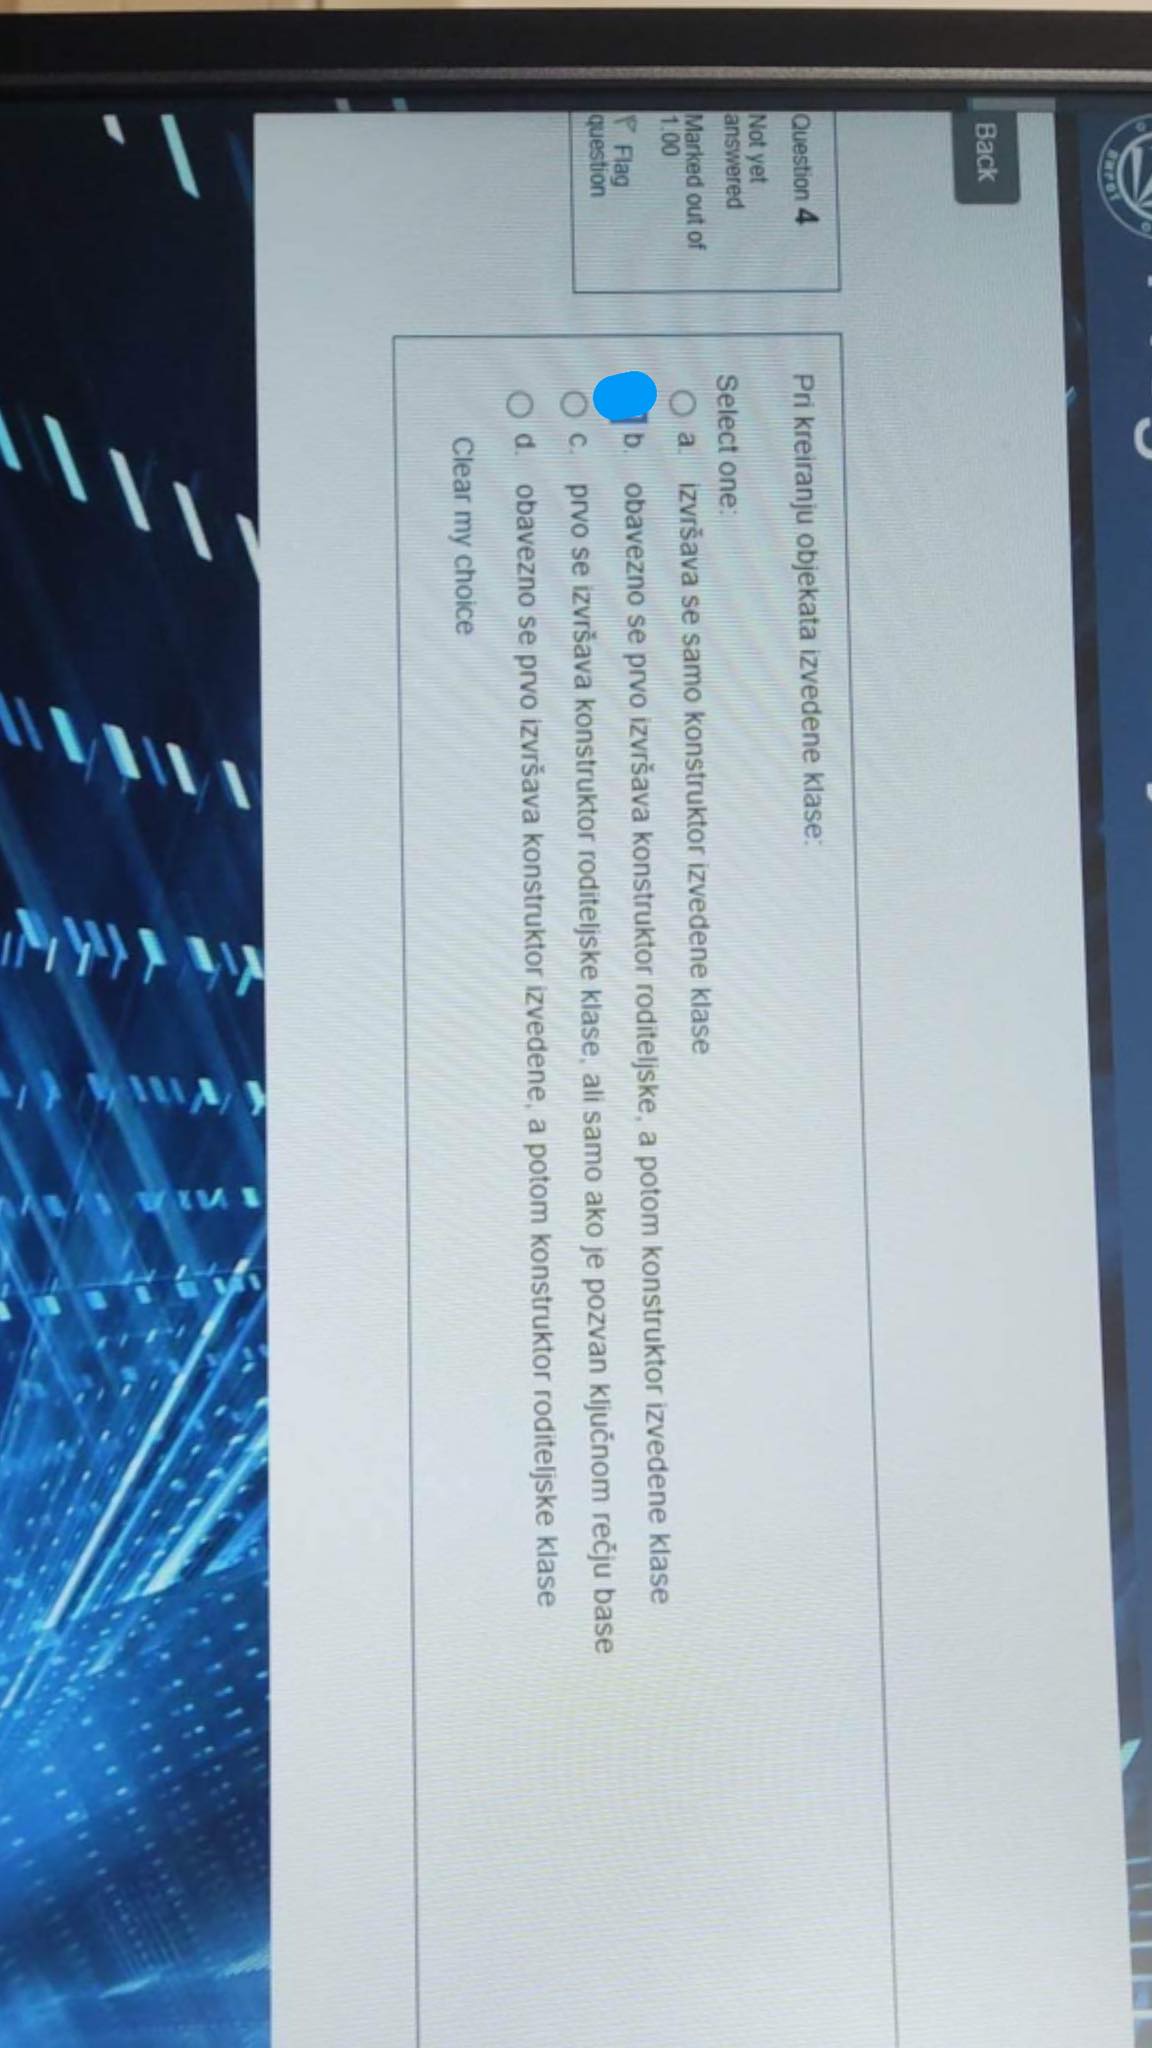 ПИРОТ
Back
Question 4
Not yet
answered
Marked out of
1.00
Flag
question
Pri kreiranju objekata izvedene klase:
Select one:
a. izvršava se samo konstruktor izvedene klase
b. obavezno se prvo izvršava konstruktor roditeljske, a potom konstruktor izvedene klase
c. prvo se izvršava konstruktor roditeljske klase, ali samo ako je pozvan ključnom rečju base
d. obavezno se prvo izvršava konstruktor izvedene, a potom konstruktor roditeljske klase
Clear my choice